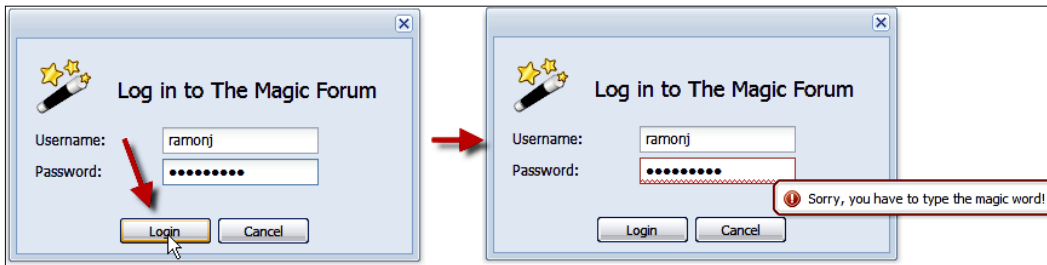 Log in to The Magic Forum
Username: ramonj
Password: •••••••••
Login Cancel
Log in to The Magic Forum
Username: ramonj
Password: •••••••••
Sorry, you have to type the magic word!
Login Cancel